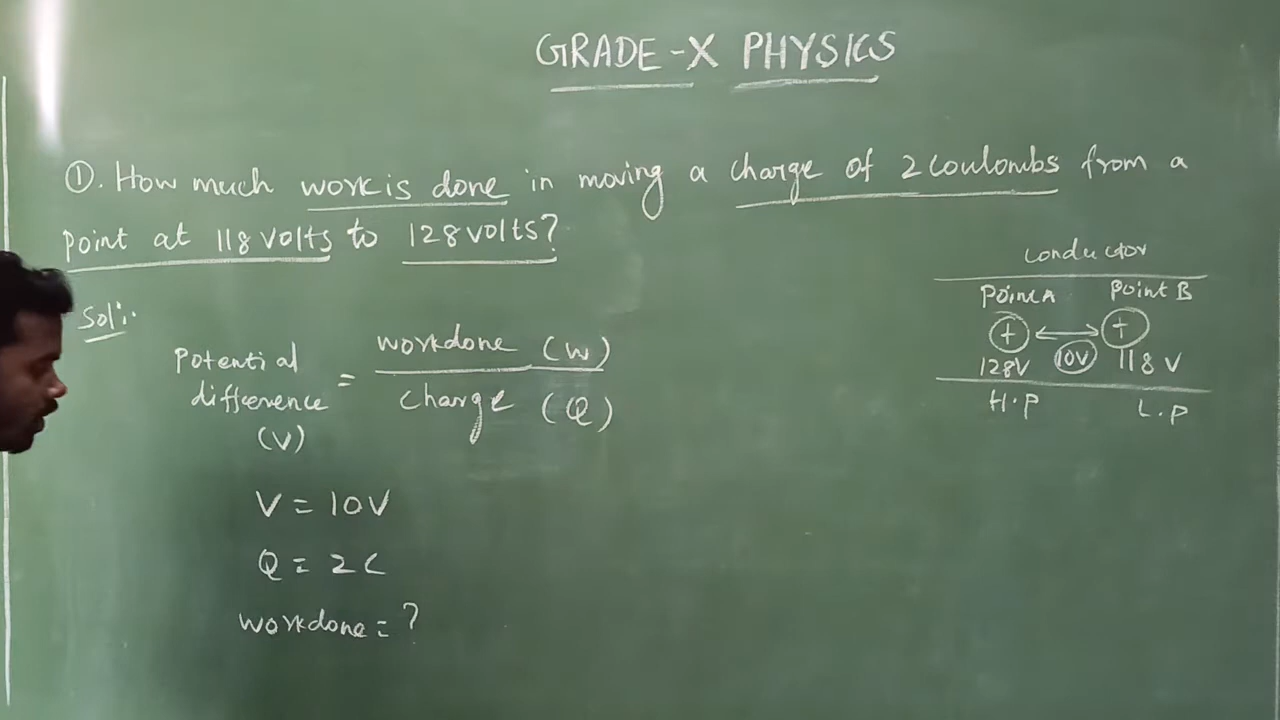 GRADE-X PHYSICS
①. How much work is done in moving a charge of 2 coulombs from a
point at 118 volts to 128 volts?
Sol:.
Potential
difference
(V)
=
workdone (W)
charge (Q)
V = 10V
Q = 2C
workdone = ?
conductor
Point A Point B
+ +
128V 10V 118 V
H.P L.P